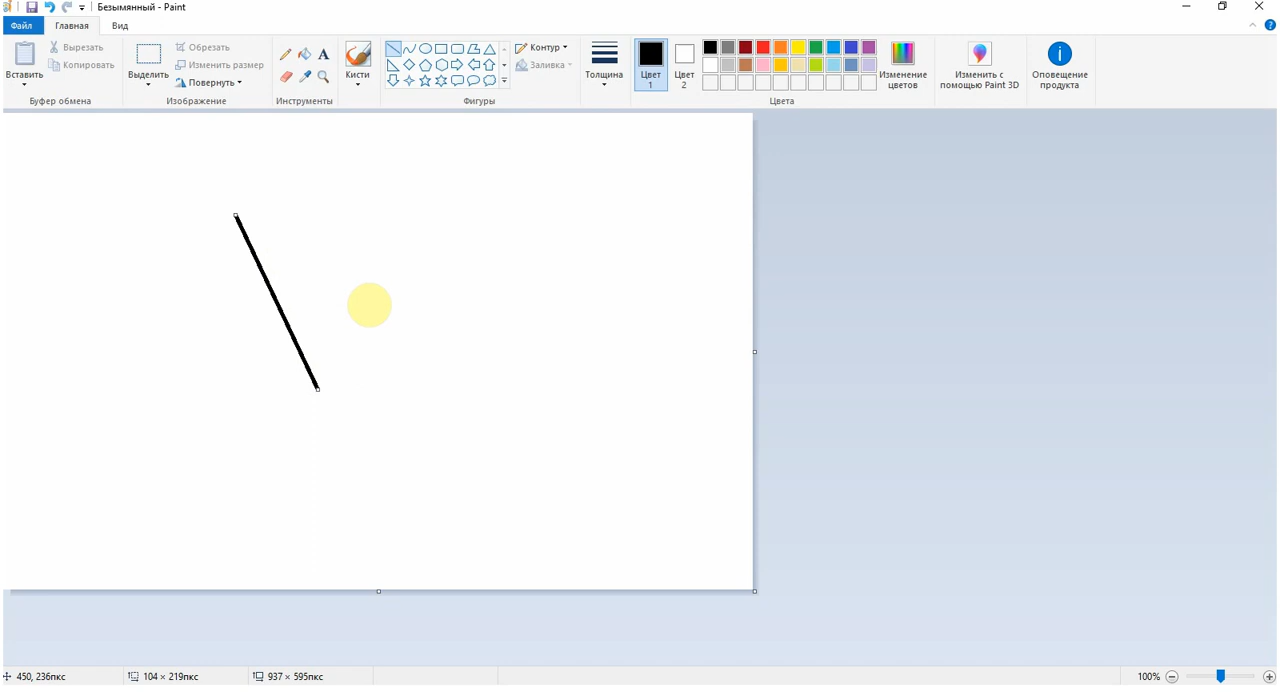 Безымянный - Paint
Файл
Главная
Вид
Вставить
Вырезать
Копировать
Буфер обмена
Выделить
Обрезать
Изменить размер
Повернуть
Изображение
A
Инструменты
Кисти
Контур
Заливка
Фигуры
Толщина
Цвет
1
Цвет
2
Изменение
цветов
Цвета
Изменить с
помощью Paint 3D
Оповещение
продукта
450, 236пкс
104 × 219пкс
937 × 595пкс
100%